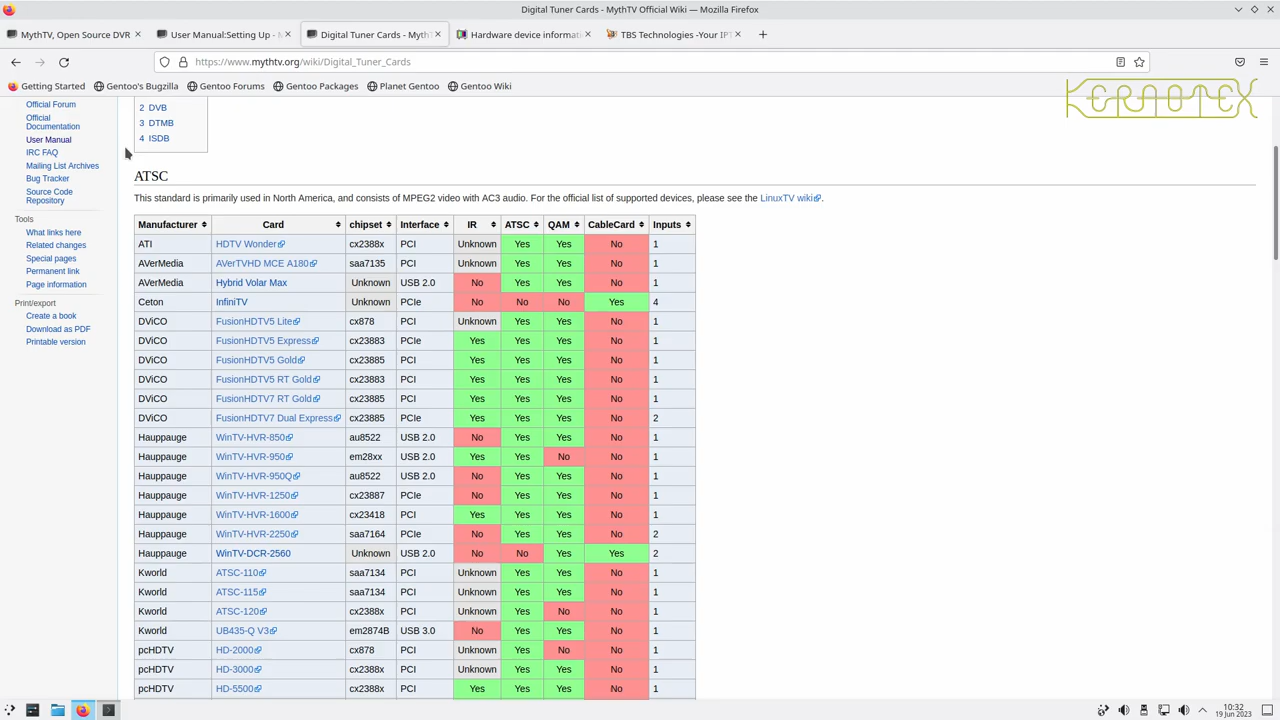 Digital Tuner Cards - MythTV Official Wiki — Mozilla Firefox
MythTV, Open Source DVR
User Manual:Setting Up - M
Digital Tuner Cards - MythT
Hardware device informati
TBS Technologies -Your IPT
https://www.mythtv.org/wiki/Digital_Tuner_Cards
Getting Started
Gentoo's Bugzilla
Gentoo Forums
Gentoo Packages
Planet Gentoo
Gentoo Wiki
KERNOTEX
Official Forum
Official
Documentation
User Manual
IRC FAQ
Mailing List Archives
Bug Tracker
Source Code
Repository
Tools
What links here
Related changes
Special pages
Permanent link
Page information
Print/export
Create a book
Download as PDF
Printable version
2 DVB
3 DTMB
4 ISDB
ATSC
This standard is primarily used in North America, and consists of MPEG2 video with AC3 audio. For the official list of supported devices, please see the LinuxTV wiki.
Manufacturer Card chipset Interface IR ATSC QAM CableCard Inputs
ATI HDTV Wonder cx2388x PCI Unknown Yes Yes No 1
AVerMedia AVerTVHD MCE A180 saa7135 PCI Unknown Yes Yes No 1
AVerMedia Hybrid Volar Max Unknown USB 2.0 No Yes Yes No 1
Ceton InfiniTV Unknown PCIe No No No Yes 4
DViCO FusionHDTV5 Lite cx878 PCI Unknown Yes Yes No 1
DViCO FusionHDTV5 Express cx23883 PCIe Yes Yes Yes No 1
DViCO FusionHDTV5 Gold cx23885 PCI Yes Yes Yes No 1
DViCO FusionHDTV5 RT Gold cx23883 PCI Yes Yes Yes No 1
DViCO FusionHDTV7 RT Gold cx23885 PCI Yes Yes Yes No 1
DViCO FusionHDTV7 Dual Express cx23885 PCIe Yes Yes Yes No 2
Hauppauge WinTV-HVR-850 au8522 USB 2.0 No Yes Yes No 1
Hauppauge WinTV-HVR-950 em28xx USB 2.0 Yes Yes No No 1
Hauppauge WinTV-HVR-950Q au8522 USB 2.0 No Yes Yes No 1
Hauppauge WinTV-HVR-1250 cx23887 PCIe No Yes Yes No 1
Hauppauge WinTV-HVR-1600 cx23418 PCI Yes Yes Yes No 1
Hauppauge WinTV-HVR-2250 saa7164 PCIe No Yes Yes No 2
Hauppauge WinTV-DCR-2560 Unknown USB 2.0 No No Yes Yes 2
Kworld ATSC-110 saa7134 PCI Unknown Yes Yes No 1
Kworld ATSC-115 saa7134 PCI Unknown Yes Yes No 1
Kworld ATSC-120 cx2388x PCI Unknown Yes No No 1
Kworld UB435-Q V3 em2874B USB 3.0 No Yes Yes No 1
pcHDTV HD-2000 cx878 PCI Unknown Yes No No 1
pcHDTV HD-3000 cx2388x PCI Unknown Yes Yes No 1
pcHDTV HD-5500 cx2388x PCI Yes Yes Yes No 1
10:32
19 Jun 2023